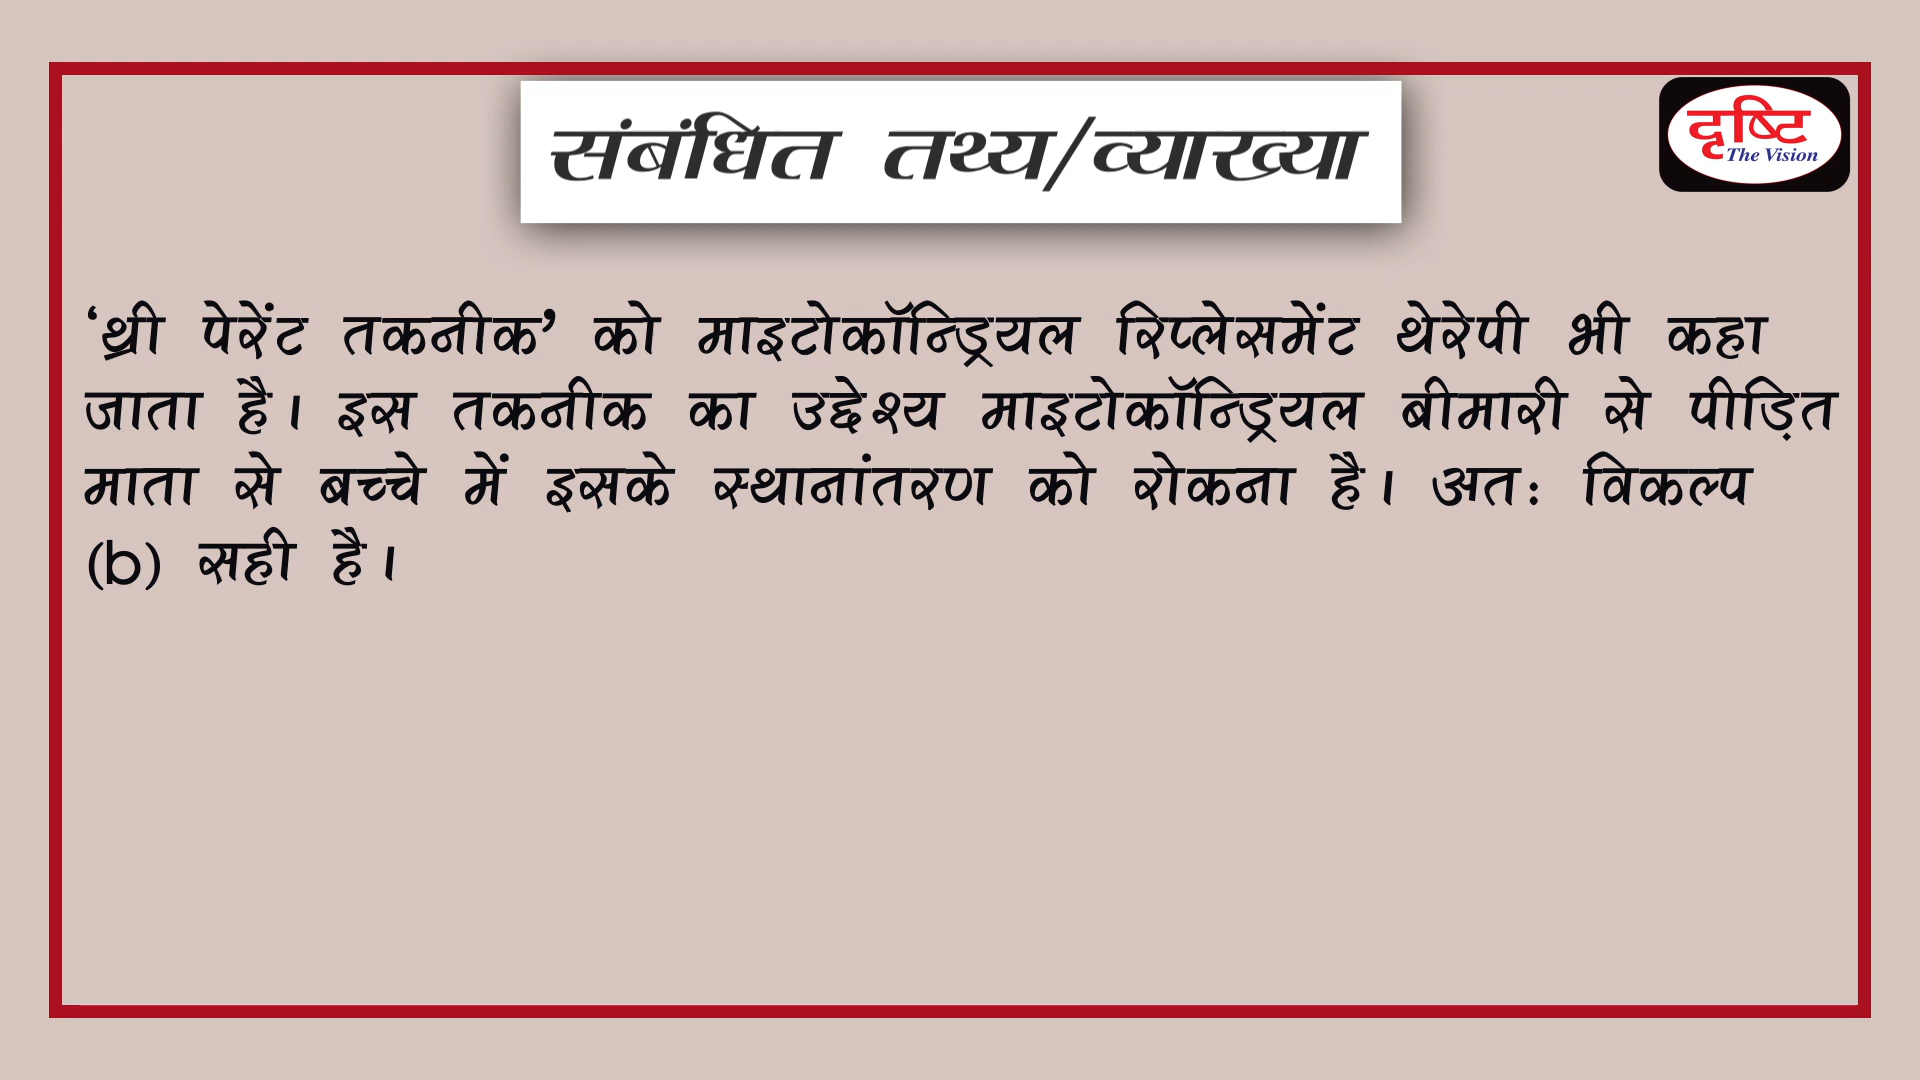 संबंधित तथ्य/व्याख्या
दृष्टि
The Vision
‘थ्री पेरेंट तकनीक’ को माइटोकॉन्ड्रियल रिप्लेसमेंट थेरेपी भी कहा
जाता है। इस तकनीक का उद्देश्य माइटोकॉन्ड्रियल बीमारी से पीड़ित
माता से बच्चे में इसके स्थानांतरण को रोकना है। अतः विकल्प
(b) सही है।